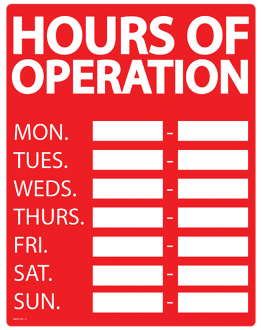 HOURS OF
OPERATION
MON. -
TUES. -
WEDS. -
THURS. -
FRI. -
SAT. -
SUN. -